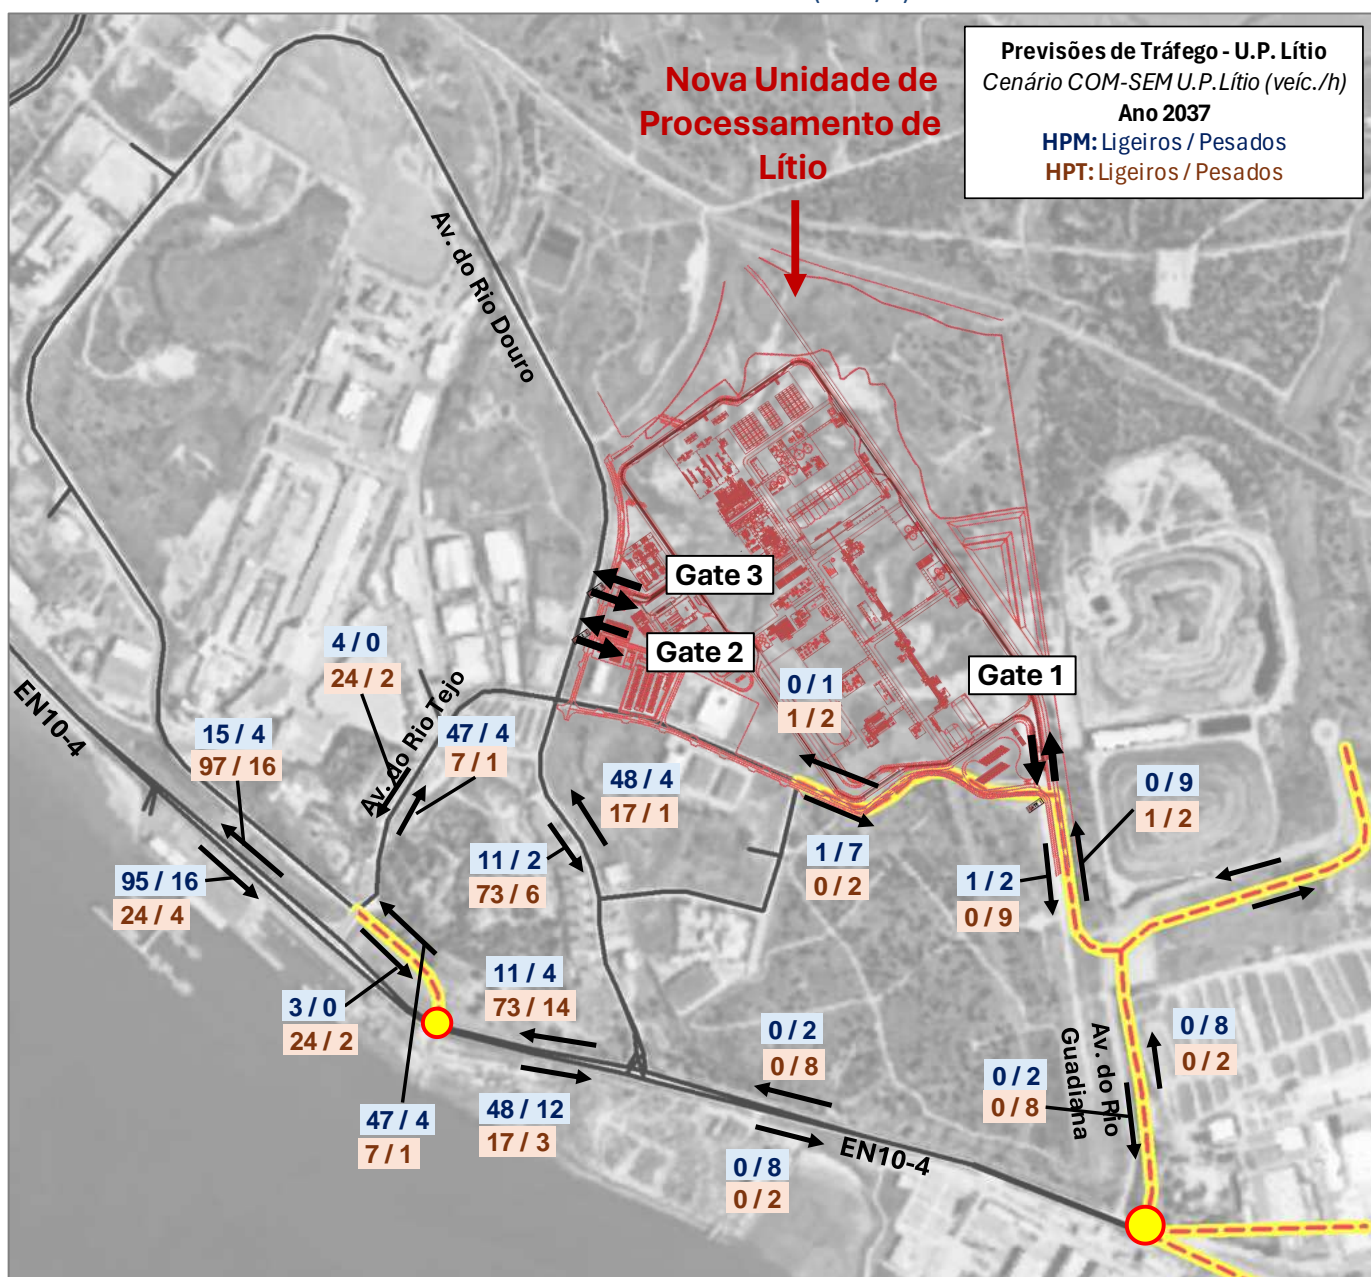 Previsões de Tráfego - U.P. Lítio
Cenário COM-SEM U.P.Lítio (veíc./h)
Ano 2037
HPM: Ligeiros / Pesados
HPT: Ligeiros / Pesados
Nova Unidade de
Processamento de
Lítio
Av. do Rio Douro
Gate 3
Gate 2
Gate 1
4 / 0
24 / 2
Av. do Rio Tejo
EN10-4
15 / 4
97 / 16
47 / 4
7 / 1
0 / 1
1 / 2
48 / 4
17 / 1
0 / 9
1 / 2
95 / 16
24 / 4
11 / 2
73 / 6
1 / 7
0 / 2
1 / 2
0 / 9
3 / 0
24 / 2
11 / 4
73 / 14
0 / 2
0 / 8
0 / 2
0 / 8
Av. do Rio
Guadiana
0 / 8
0 / 2
47 / 4
7 / 1
48 / 12
17 / 3
0 / 8
0 / 2
EN10-4